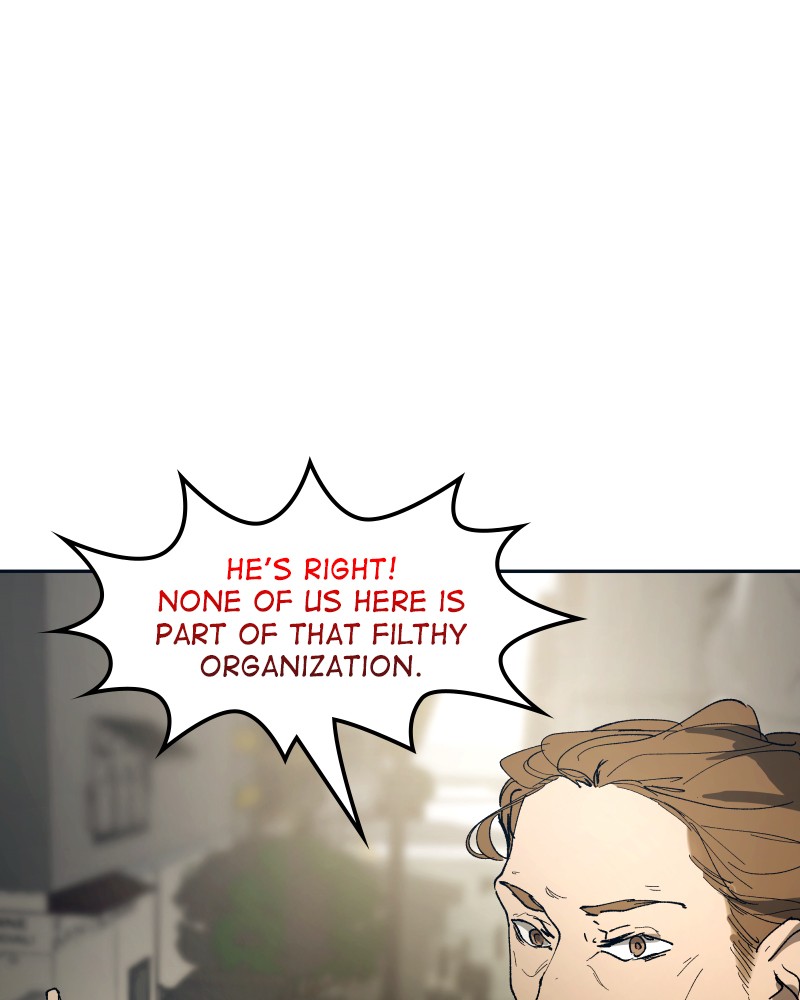 HE'S RIGHT!
NONE OF US HERE IS
PART OF THAT FILTHY
ORGANIZATION.